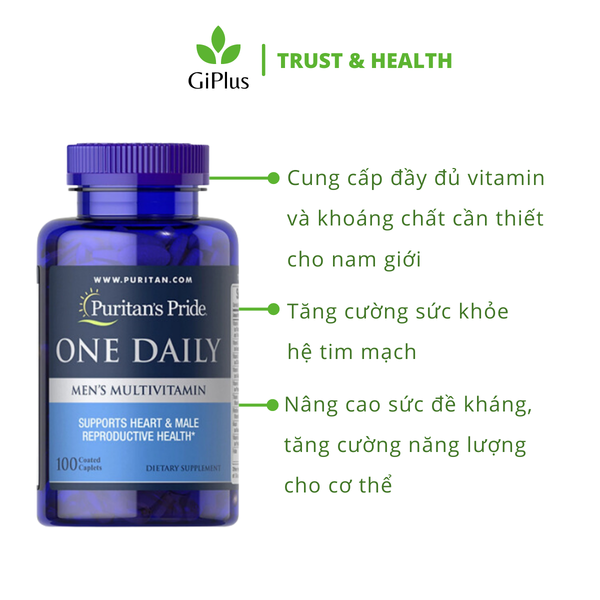 GiPlus
TRUST & HEALTH
Cung cấp đầy đủ vitamin
và khoáng chất cần thiết
cho nam giới
Tăng cường sức khỏe
hệ tim mạch
Nâng cao sức đề kháng,
tăng cường năng lượng
cho cơ thể
WWW.PURITAN.COM
Puritan's Pride
ONE DAILY
MEN'S MULTIVITAMIN
SUPPORTS HEART & MALE
REPRODUCTIVE HEALTH*
100 Coated
Caplets
DIETARY SUPPLEMENT